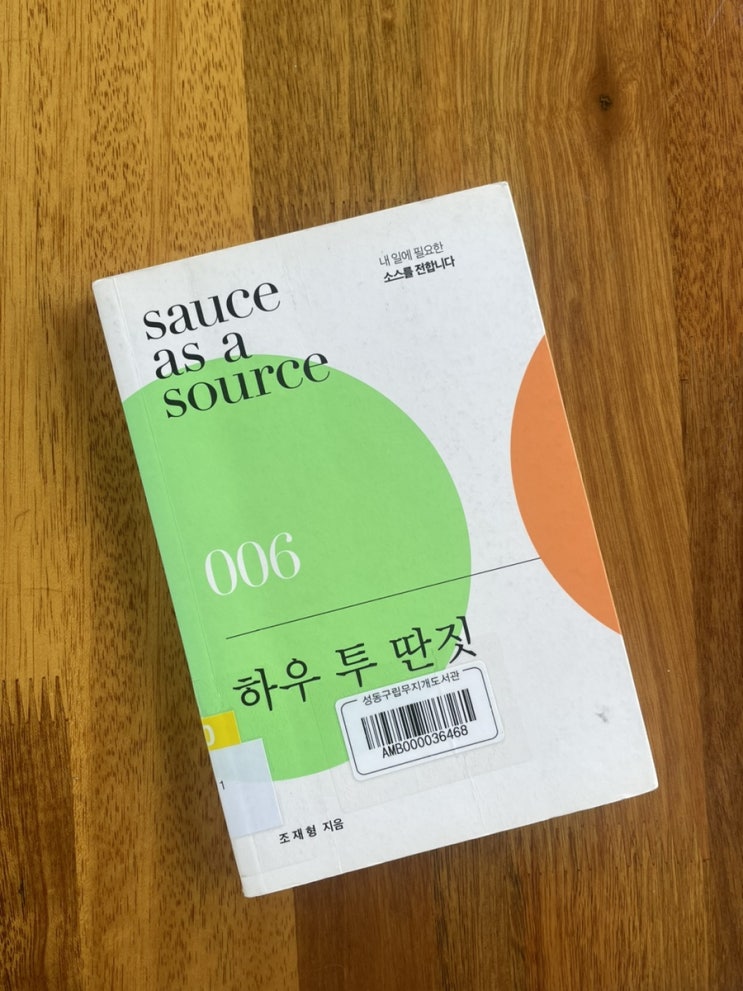 내 일에 필요한
소스를 전합니다
sauce
as a
source
006
하우 투 딴짓
성동구립무지개도서관
AMB000036468
1
조재형 지음